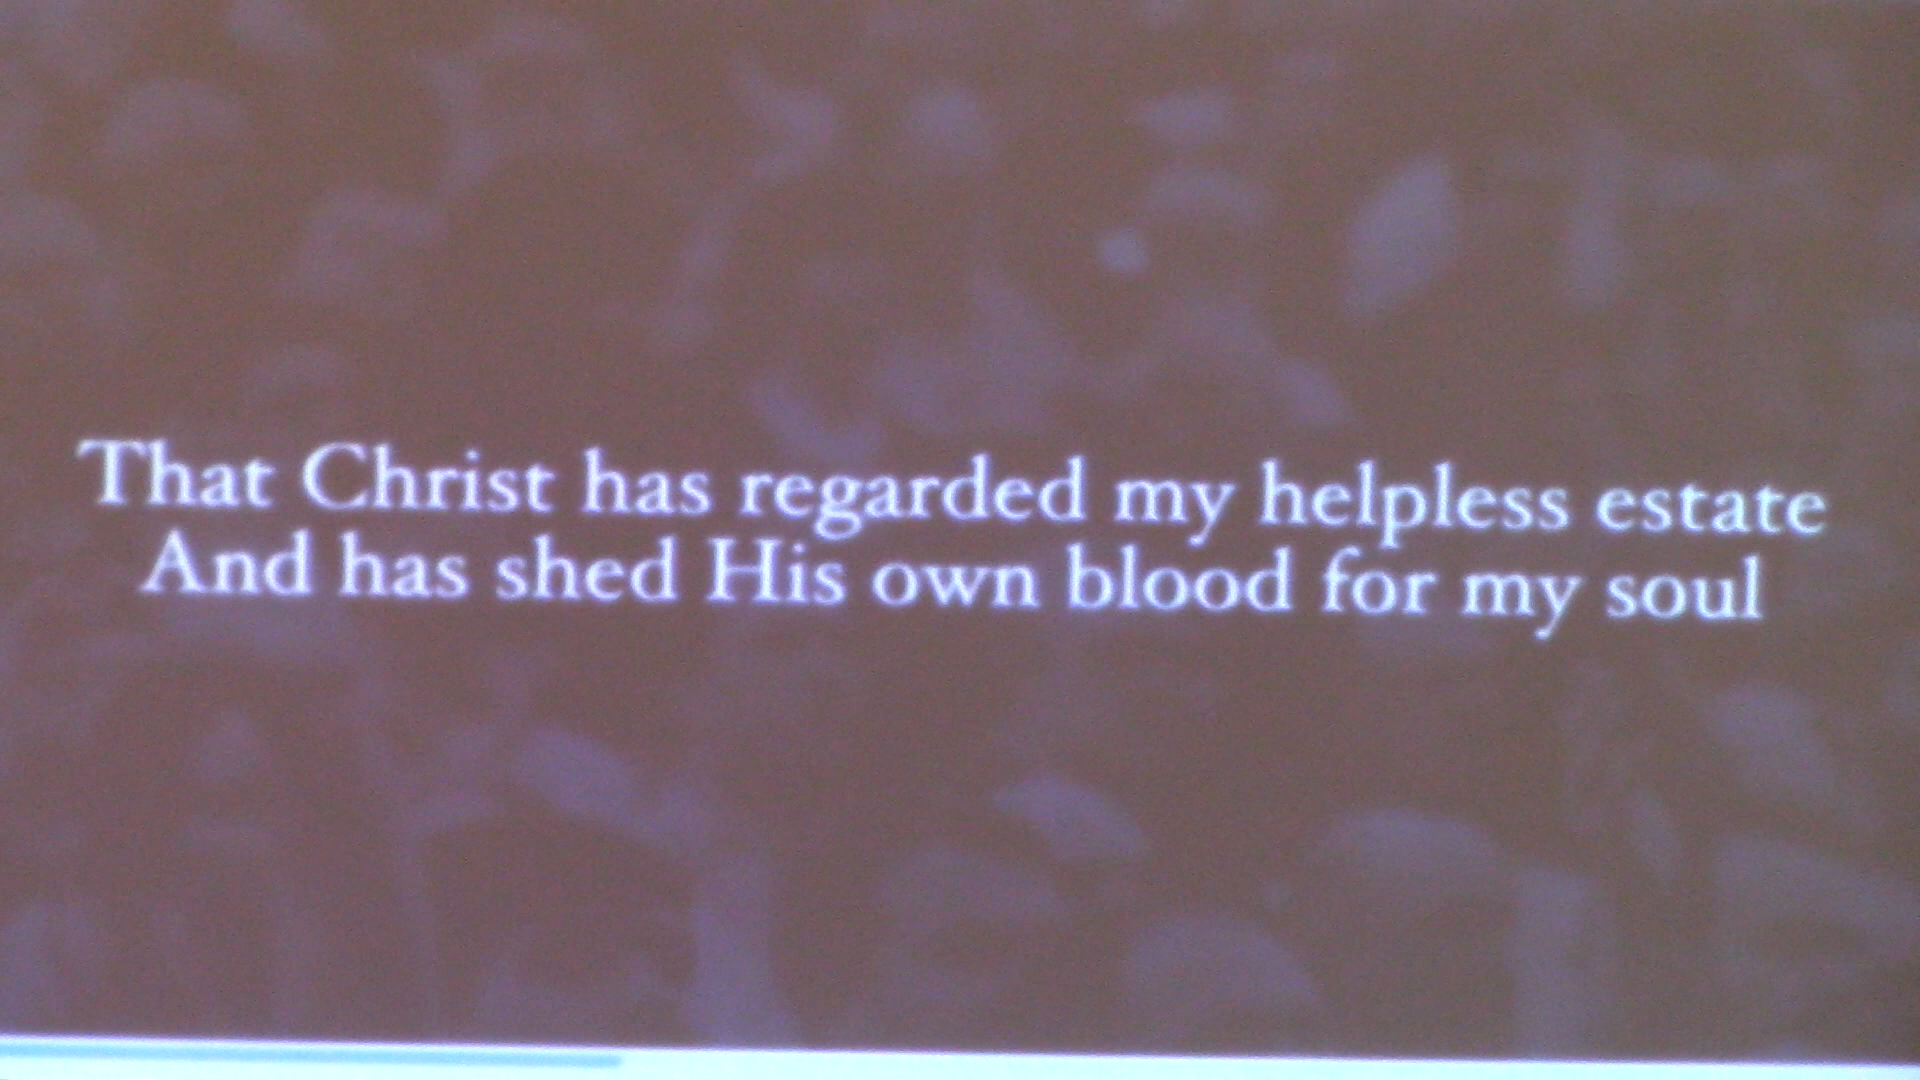 That Christ has regarded my helpless estate
And has shed His own blood for my soul